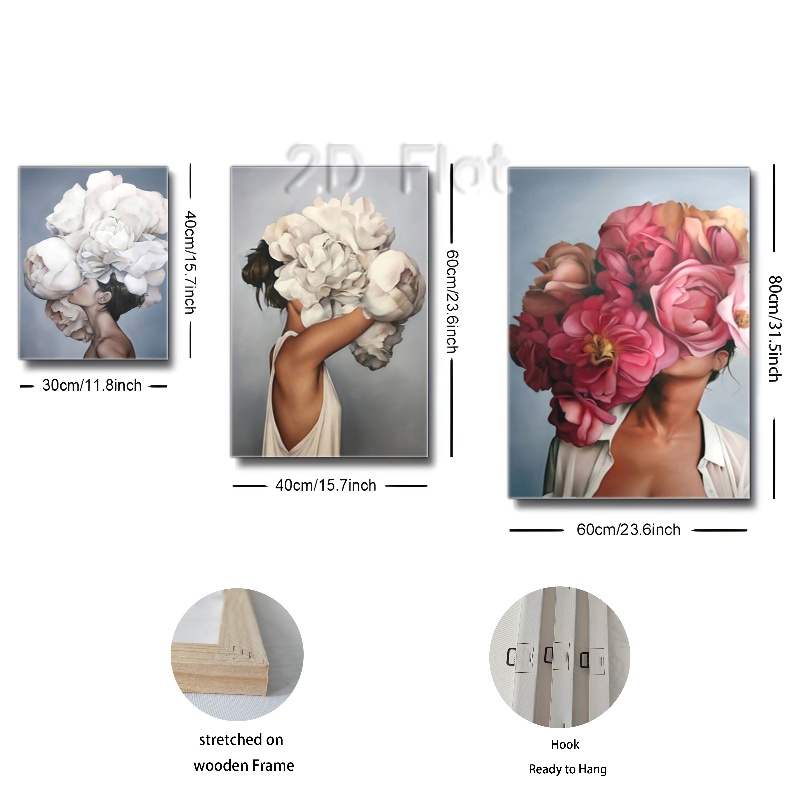 2D Flat
40cm/15.7inch
30cm/11.8inch
60cm/23.6inch
40cm/15.7inch
80cm/31.5inch
60cm/23.6inch
stretched on
wooden Frame
Hook
Ready to Hang